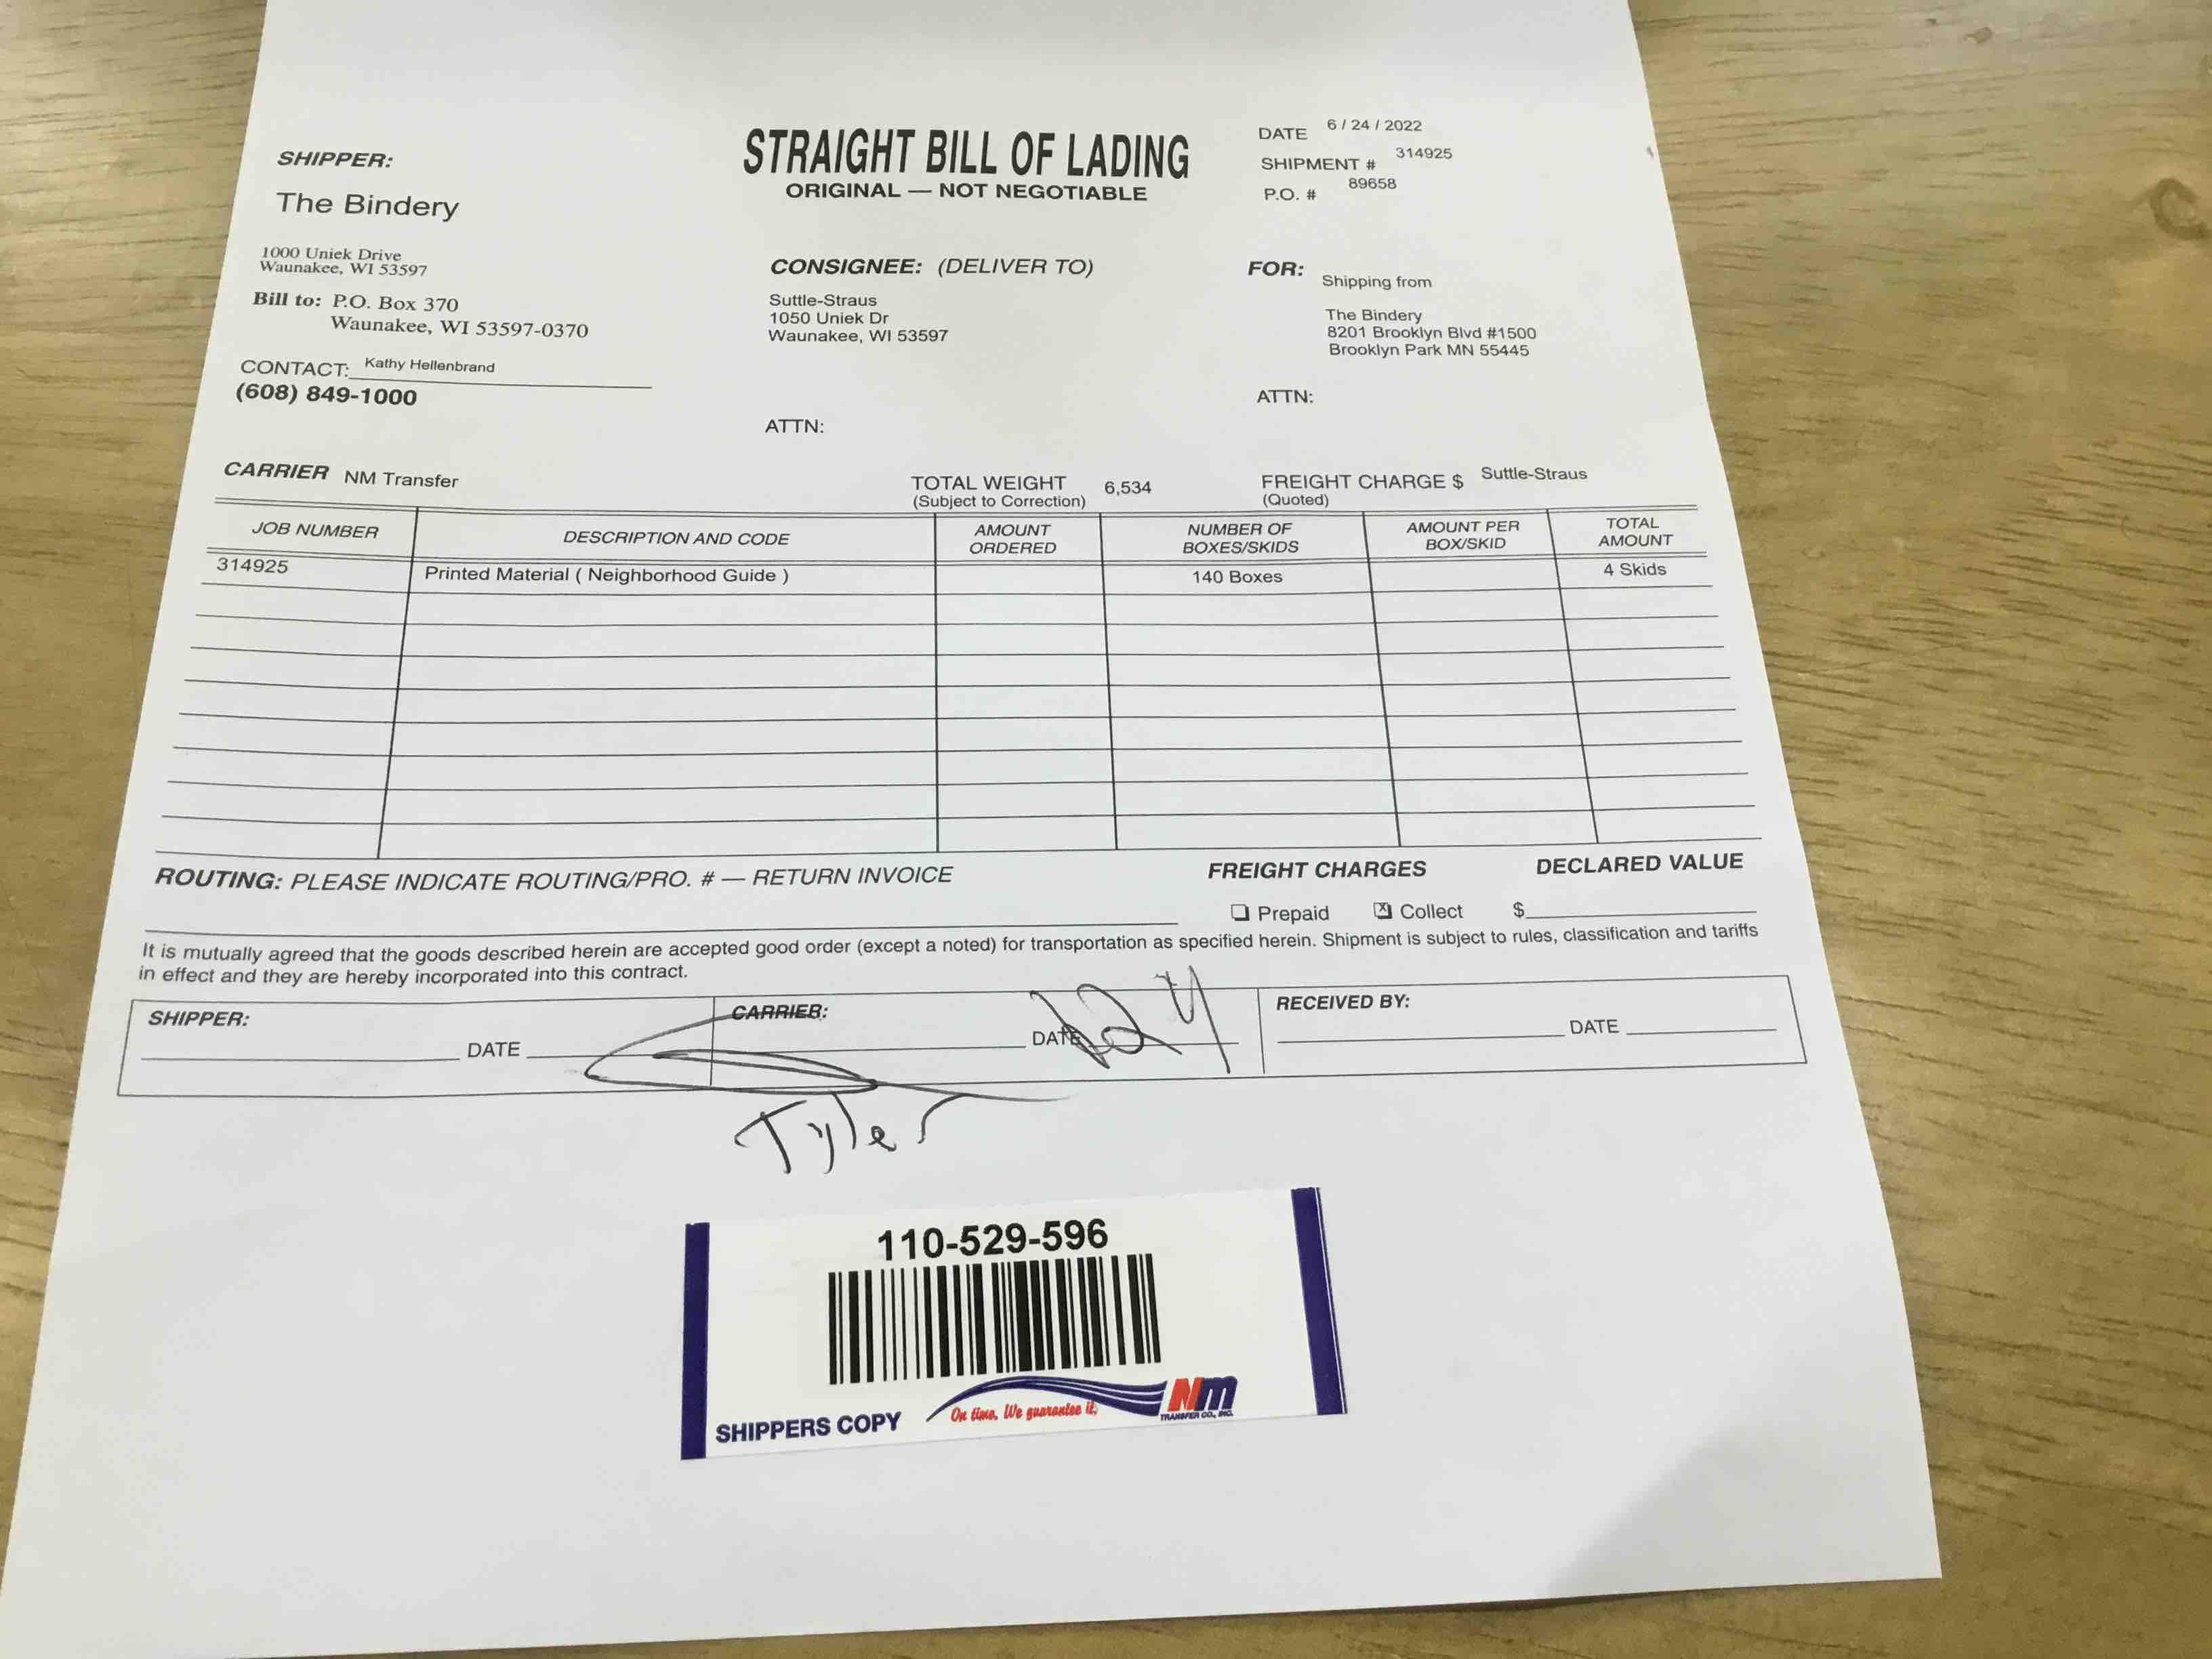 STRAIGHT BILL OF LADING
ORIGINAL — NOT NEGOTIABLE
DATE 6 / 24 / 2022
SHIPMENT # 314925
P.O. # 89658
SHIPPER:
The Bindery
1000 Uniek Drive
Waunakee, WI 53597
Bill to: P.O. Box 370
Waunakee, WI 53597-0370
CONTACT: Kathy Hellenbrand
(608) 849-1000
CONSIGNEE: (DELIVER TO)
Suttle-Straus
1050 Uniek Dr
Waunakee, WI 53597
ATTN:
FOR: Shipping from
The Bindery
8201 Brooklyn Blvd #1500
Brooklyn Park MN 55445
ATTN:
CARRIER NM Transfer
TOTAL WEIGHT 6,534
(Subject to Correction)
FREIGHT CHARGE $ Suttle-Straus
(Quoted)
JOB NUMBER DESCRIPTION AND CODE AMOUNT ORDERED NUMBER OF BOXES/SKIDS AMOUNT PER BOX/SKID TOTAL AMOUNT
314925 Printed Material ( Neighborhood Guide ) 140 Boxes 4 Skids
ROUTING: PLEASE INDICATE ROUTING/PRO. # — RETURN INVOICE
FREIGHT CHARGES DECLARED VALUE
Prepaid Collect $
It is mutually agreed that the goods described herein are accepted good order (except a noted) for transportation as specified herein. Shipment is subject to rules, classification and tariffs
in effect and they are hereby incorporated into this contract.
SHIPPER: DATE
CARRIER: DATE
RECEIVED BY: DATE
Tyler
110-529-596
SHIPPERS COPY
On time, We guarantee it.
NM
TRANSFER CO., INC.